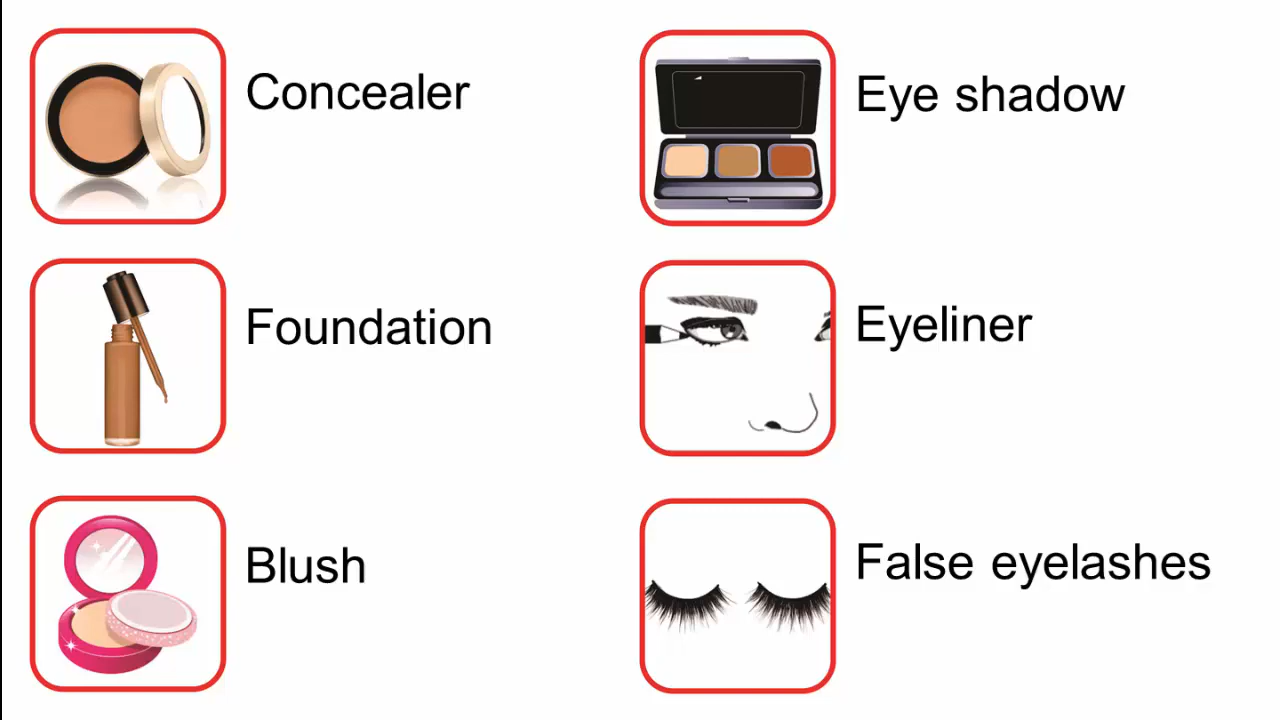 Concealer
Foundation
Blush
Eye shadow
Eyeliner
False eyelashes